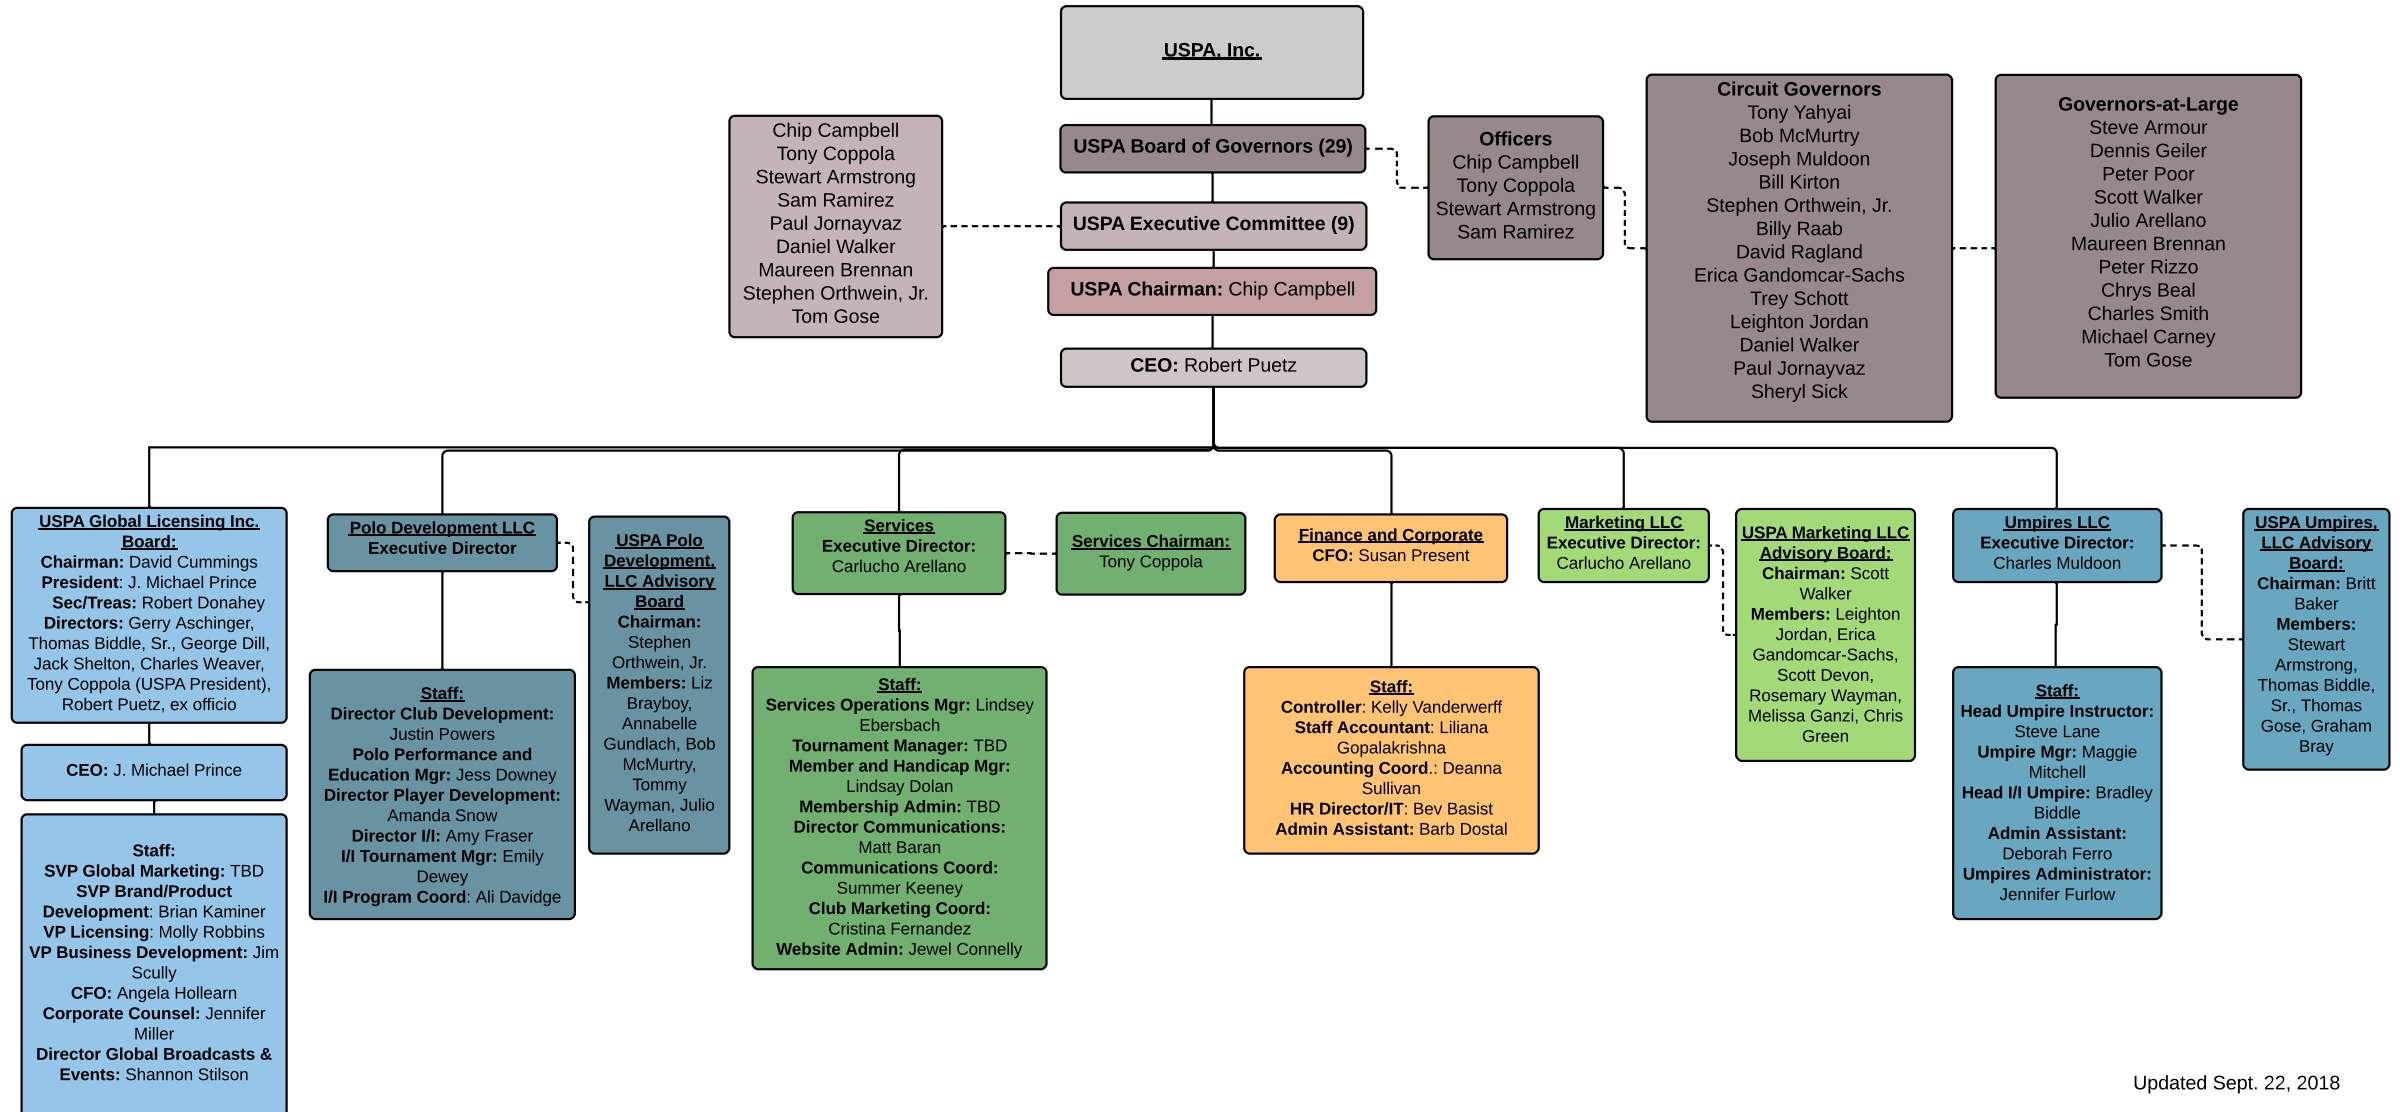 USPA, Inc.
USPA Board of Governors (29)
USPA Executive Committee (9)
USPA Chairman: Chip Campbell
CEO: Robert Puetz
Chip Campbell
Tony Coppola
Stewart Armstrong
Sam Ramirez
Paul Jornayvaz
Daniel Walker
Maureen Brennan
Stephen Orthwein, Jr.
Tom Gose
Officers
Chip Campbell
Tony Coppola
Stewart Armstrong
Sam Ramirez
Circuit Governors
Tony Yahyai
Bob McMurtry
Joseph Muldoon
Bill Kirton
Stephen Orthwein, Jr.
Billy Raab
David Ragland
Erica Gandomcar-Sachs
Trey Schott
Leighton Jordan
Daniel Walker
Paul Jornayvaz
Sheryl Sick
Governors-at-Large
Steve Armour
Dennis Geiler
Peter Poor
Scott Walker
Julio Arellano
Maureen Brennan
Peter Rizzo
Chrys Beal
Charles Smith
Michael Carney
Tom Gose
USPA Global Licensing Inc.
Board:
Chairman: David Cummings
President: J. Michael Prince
Sec/Treas: Robert Donahey
Directors: Gerry Aschinger,
Thomas Biddle, Sr., George Dill,
Jack Shelton, Charles Weaver,
Tony Coppola (USPA President),
Robert Puetz, ex officio
CEO: J. Michael Prince
Staff:
SVP Global Marketing: TBD
SVP Brand/Product
Development: Brian Kaminer
VP Licensing: Molly Robbins
VP Business Development: Jim
Scully
CFO: Angela Hollearn
Corporate Counsel: Jennifer
Miller
Director Global Broadcasts &
Events: Shannon Stilson
Polo Development LLC
Executive Director
Staff:
Director Club Development:
Justin Powers
Polo Performance and
Education Mgr: Jess Downey
Director Player Development:
Amanda Snow
Director I/I: Amy Fraser
I/I Tournament Mgr: Emily
Dewey
I/I Program Coord: Ali Davidge
USPA Polo
Development,
LLC Advisory
Board
Chairman:
Stephen
Orthwein, Jr.
Members: Liz
Brayboy,
Annabelle
Gundlach, Bob
McMurtry,
Tommy
Wayman, Julio
Arellano
Services
Executive Director:
Carlucho Arellano
Services Chairman:
Tony Coppola
Staff:
Services Operations Mgr: Lindsey
Ebersbach
Tournament Manager: TBD
Member and Handicap Mgr:
Lindsay Dolan
Membership Admin: TBD
Director Communications:
Matt Baran
Communications Coord:
Summer Keeney
Club Marketing Coord:
Cristina Fernandez
Website Admin: Jewel Connelly
Finance and Corporate
CFO: Susan Present
Staff:
Controller: Kelly Vanderwerff
Staff Accountant: Liliana
Gopalakrishna
Accounting Coord.: Deanna
Sullivan
HR Director/IT: Bev Basist
Admin Assistant: Barb Dostal
Marketing LLC
Executive Director:
Carlucho Arellano
USPA Marketing LLC
Advisory Board:
Chairman: Scott
Walker
Members: Leighton
Jordan, Erica
Gandomcar-Sachs,
Scott Devon,
Rosemary Wayman,
Melissa Ganzi, Chris
Green
Umpires LLC
Executive Director:
Charles Muldoon
Staff:
Head Umpire Instructor:
Steve Lane
Umpire Mgr: Maggie
Mitchell
Head I/I Umpire: Bradley
Biddle
Admin Assistant:
Deborah Ferro
Umpires Administrator:
Jennifer Furlow
USPA Umpires,
LLC Advisory
Board:
Chairman: Britt
Baker
Members:
Stewart
Armstrong,
Thomas Biddle,
Sr., Thomas
Gose, Graham
Bray
Updated Sept. 22, 2018